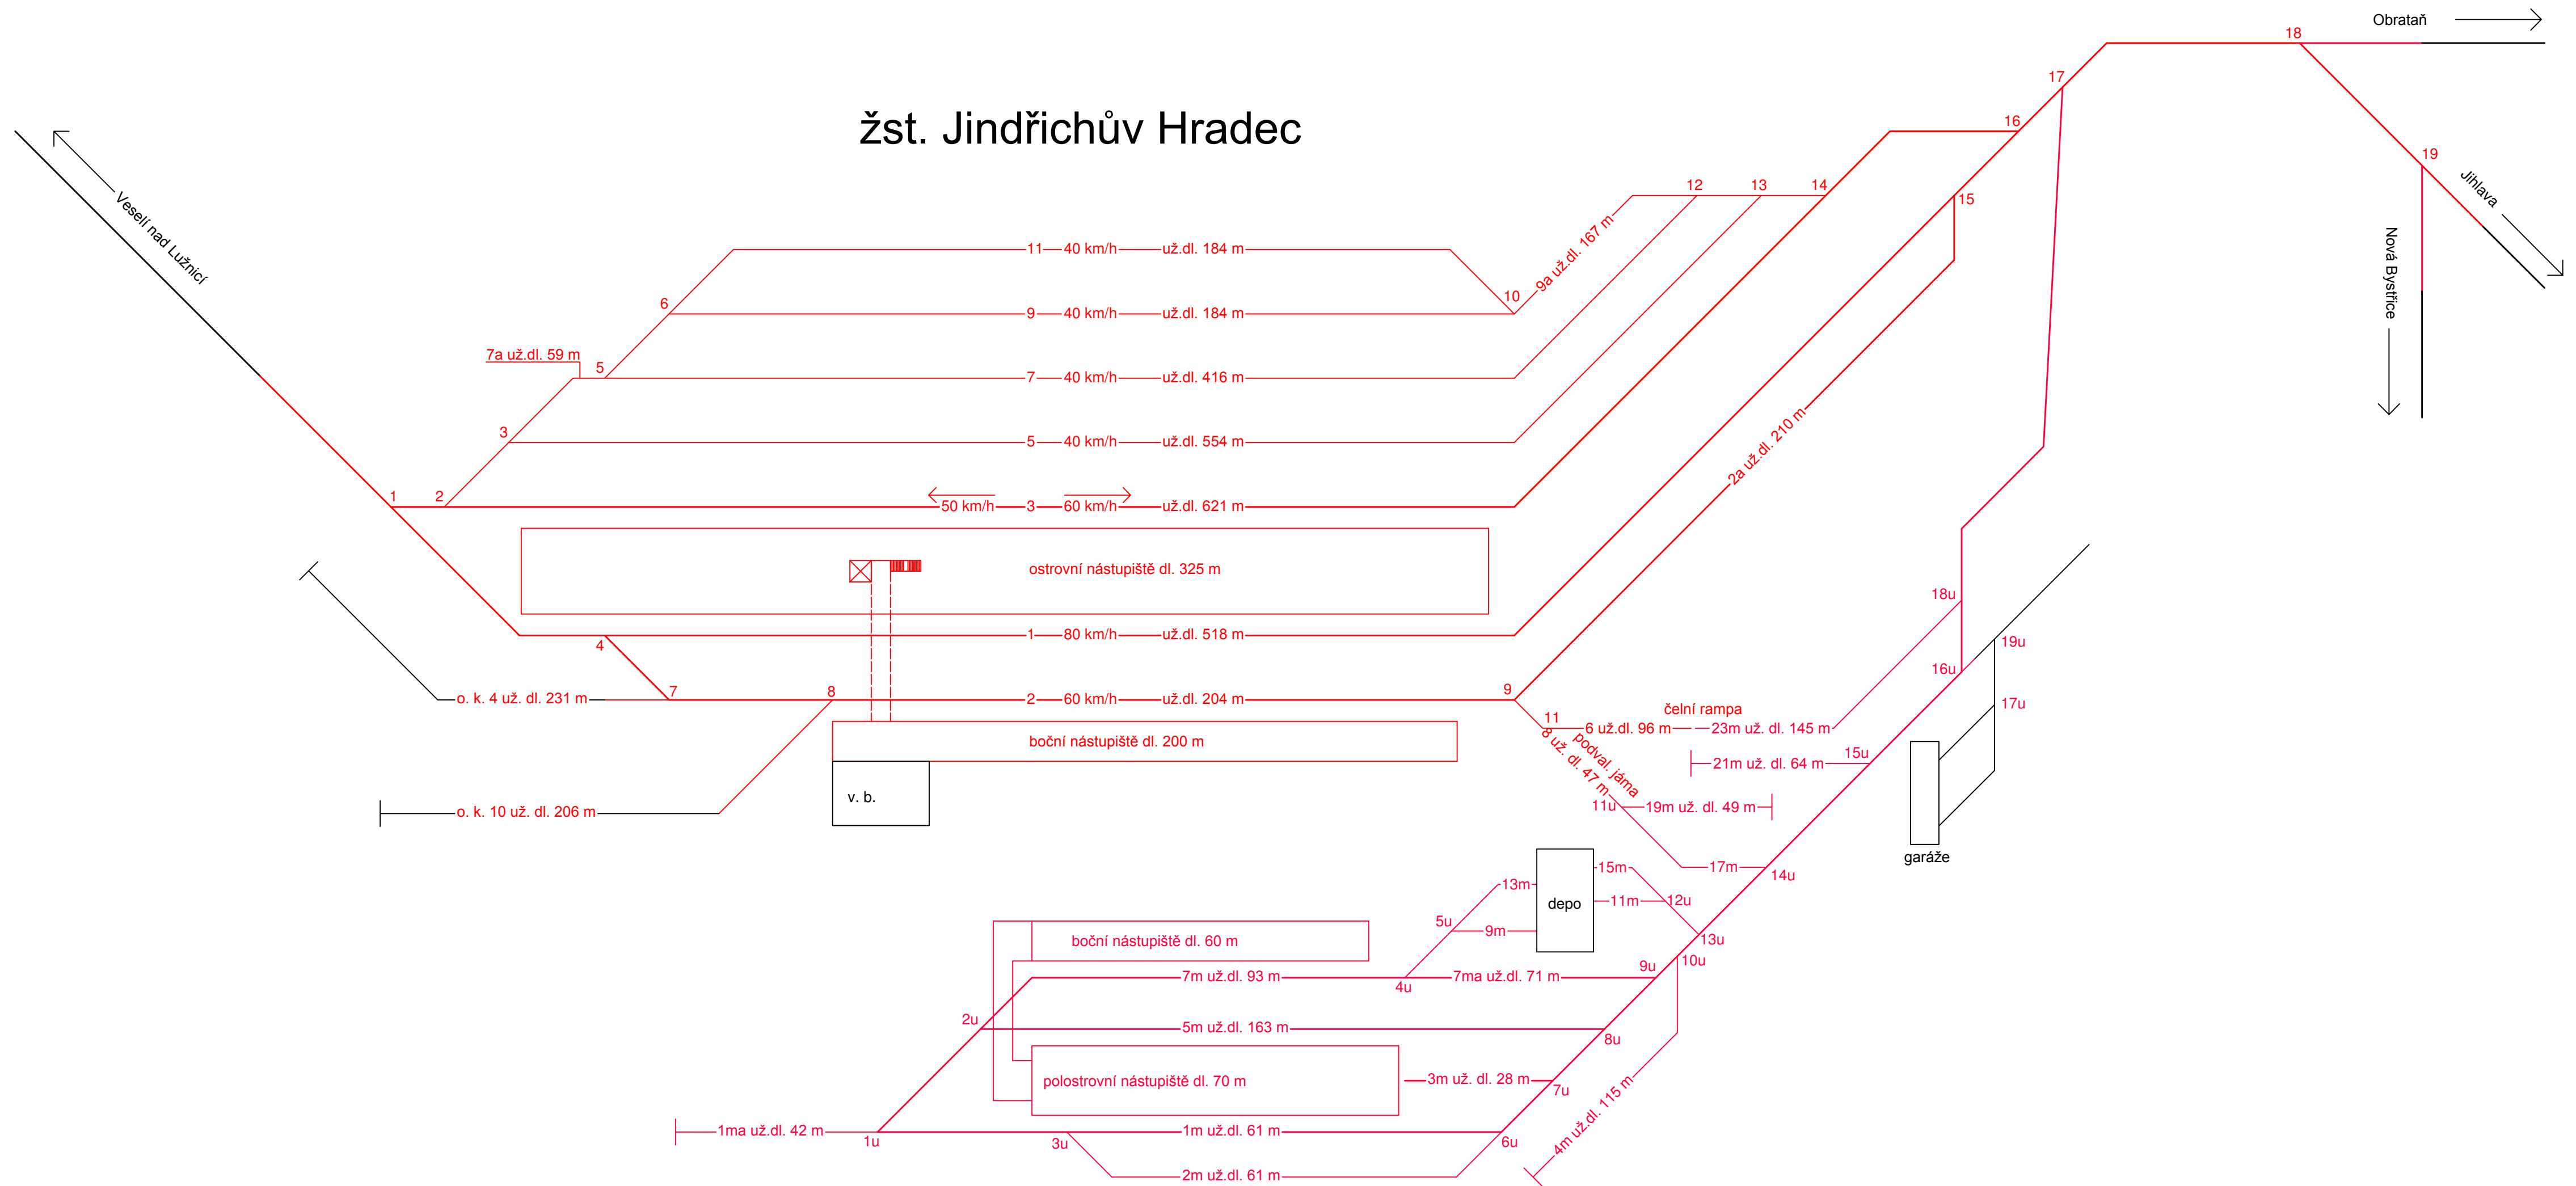 Obrataň
18
17
žst. Jindřichův Hradec
16
19
Jihlava
Veselí nad Lužnicí
12
13
14
15
Nová Bystřice
11 40 km/h už.dl. 184 m
9a už.dl. 167 m
10
6
9 40 km/h už.dl. 184 m
7a už.dl. 59 m
5
7 40 km/h už.dl. 416 m
3
5 40 km/h už.dl. 554 m
2a už.dl. 210 m
1
2
50 km/h 3 60 km/h už.dl. 621 m
ostrovní nástupiště dl. 325 m
18u
1 80 km/h už.dl. 518 m
4
19u
16u
o. k. 4 už. dl. 231 m
7
8
2 60 km/h už.dl. 204 m
9
17u
čelní rampa
11
6 už.dl. 96 m
23m už. dl. 145 m
boční nástupiště dl. 200 m
8 už. dl. 47 m
podval. jáma
15u
21m už. dl. 64 m
v. b.
11u
19m už. dl. 49 m
o. k. 10 už. dl. 206 m
garáže
15m
17m
14u
13m
depo
11m
12u
5u
9m
boční nástupiště dl. 60 m
13u
10u
9u
7m už.dl. 93 m
4u
7ma už.dl. 71 m
2u
5m už.dl. 163 m
8u
polostrovní nástupiště dl. 70 m
3m už. dl. 28 m
7u
4m už.dl. 115 m
1ma už.dl. 42 m
1u
3u
1m už.dl. 61 m
6u
2m už.dl. 61 m